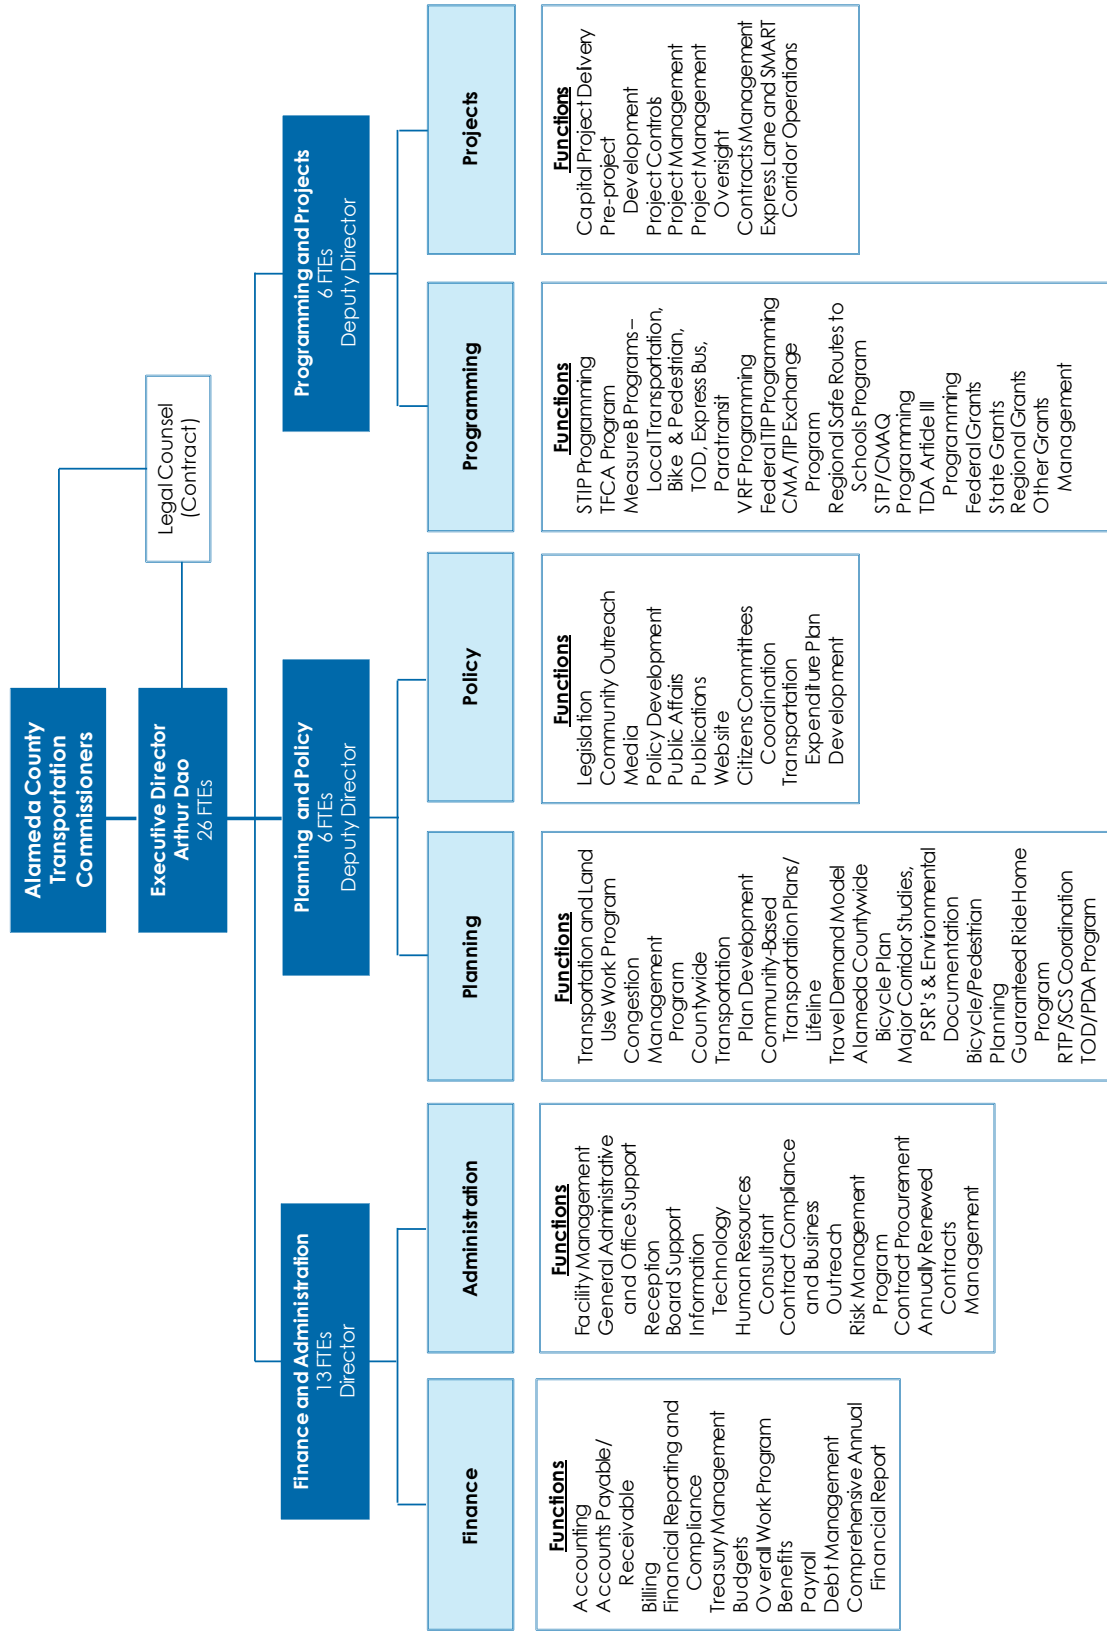 Alameda County
Transportation
Commissioners
Legal Counsel
(Contract)
Executive Director
Arthur Dao
26 FTEs
Finance and Administration
13 FTEs
Director
Planning and Policy
6 FTEs
Deputy Director
Programming and Projects
6 FTEs
Deputy Director
Finance
Administration
Planning
Policy
Programming
Projects
Functions
Accounting
Accounts Payable/
Receivable
Billing
Financial Reporting and
Compliance
Treasury Management
Budgets
Overall Work Program
Benefits
Payroll
Debt Management
Comprehensive Annual
Financial Report
Functions
Facility Management
General Administrative
and Office Support
Reception
Board Support
Information
Technology
Human Resources
Consultant
Contract Compliance
and Business
Outreach
Risk Management
Program
Contract Procurement
Annually Renewed
Contracts
Management
Functions
Transportation and Land
Use Work Program
Congestion
Management
Program
Countywide
Transportation
Plan Development
Community-Based
Transportation Plans/
Lifeline
Travel Demand Model
Alameda Countywide
Bicycle Plan
Major Corridor Studies,
PSR's & Environmental
Documentation
Bicycle/Pedestrian
Planning
Guaranteed Ride Home
Program
RTP/SCS Coordination
TOD/PDA Program
Functions
Legislation
Community Outreach
Media
Policy Development
Public Affairs
Publications
Website
Citizens Committees
Coordination
Transportation
Expenditure Plan
Development
Functions
STIP Programming
TFCA Program
Measure B Programs –
Local Transportation,
Bike & Pedestrian,
TOD, Express Bus,
Paratransit
VRF Programming
Federal TIP Programming
CMA/TIP Exchange
Program
Regional Safe Routes to
Schools Program
STP/CMAQ
Programming
TDA Article III
Programming
Federal Grants
State Grants
Regional Grants
Other Grants
Management
Functions
Capital Project Delivery
Pre-project
Development
Project Controls
Project Management
Project Management
Oversight
Contracts Management
Express Lane and SMART
Corridor Operations